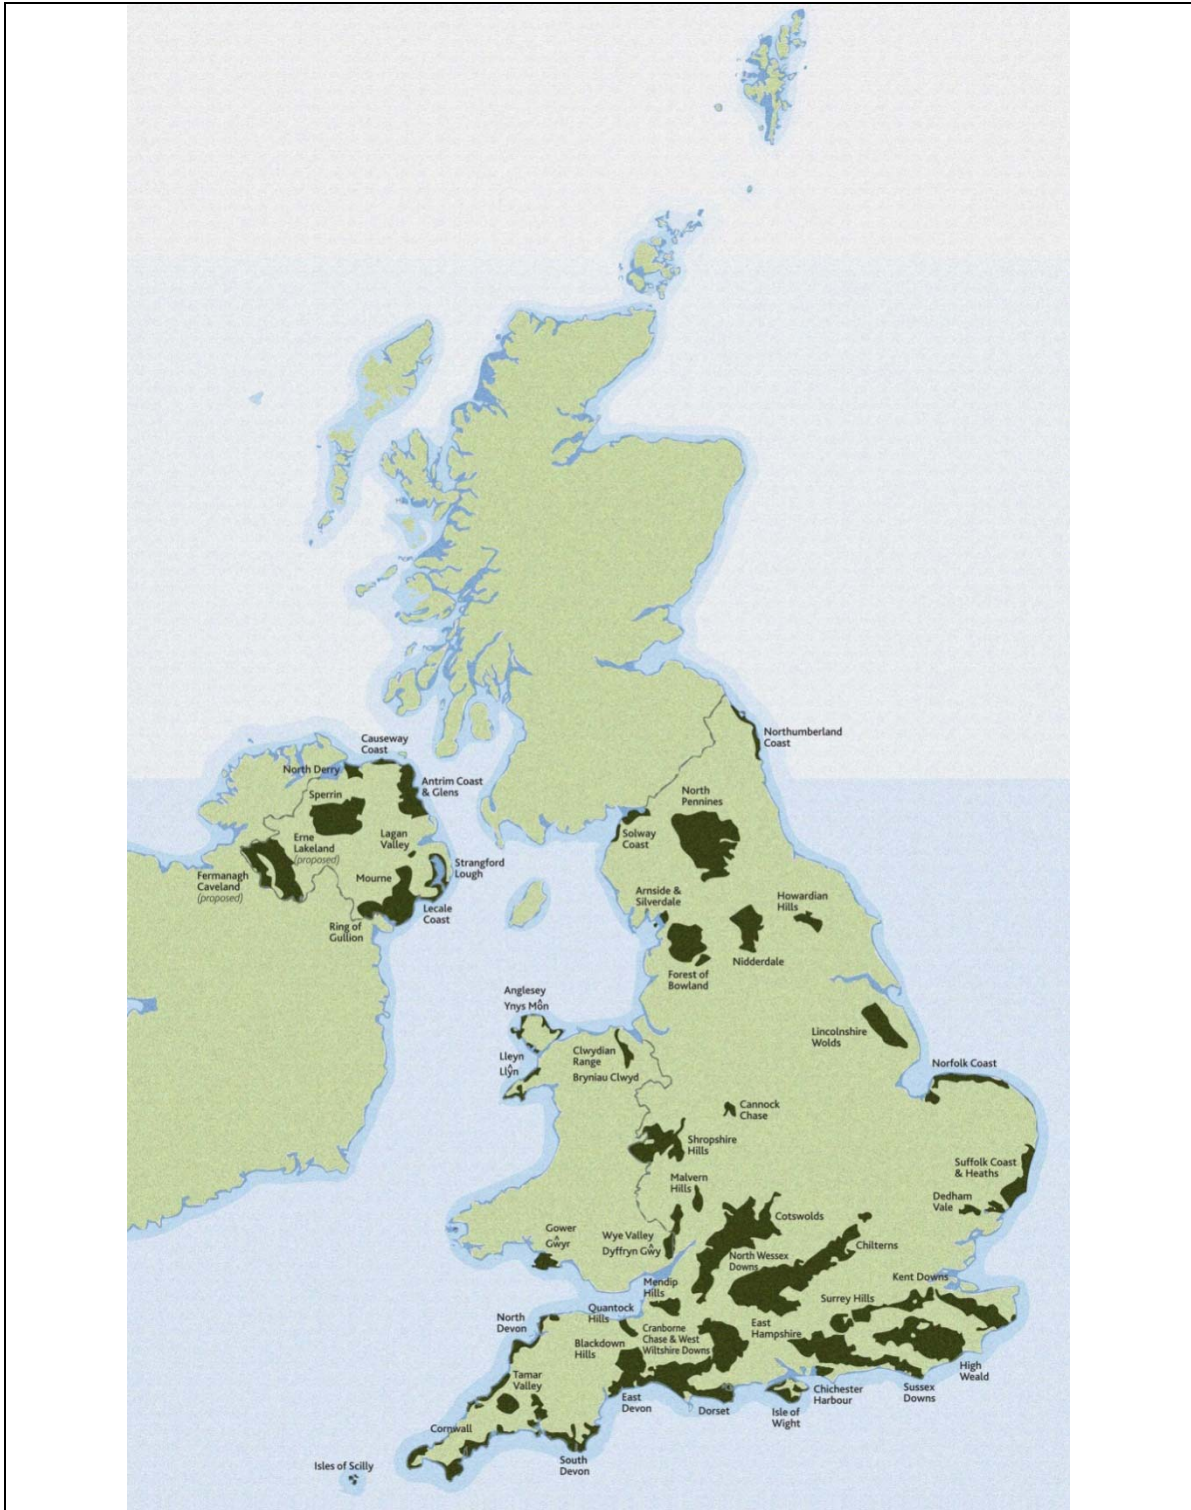 Northumberland
Coast
Causeway
Coast
North Derry
Antrim Coast
& Glens
Sperrin
North
Pennines
Solway
Coast
Lagan
Valley
Erne
Lakeland
(proposed)
Strangford
Lough
Fermanagh
Caveland
(proposed)
Mourne
Lecale
Coast
Ring of
Gullion
Arnside &
Silverdale
Howardian
Hills
Nidderdale
Forest of
Bowland
Anglesey
Ynys Môn
Lincolnshire
Wolds
Clwydian
Range
Bryniau Clwyd
Lleyn
Llŷn
Norfolk Coast
Cannock
Chase
Shropshire
Hills
Suffolk Coast
& Heaths
Malvern
Hills
Dedham
Vale
Cotswolds
Gower
Gŵyr
Wye Valley
Dyffryn Gwy
Chilterns
North Wessex
Downs
Kent Downs
Mendip
Hills
Surrey Hills
Quantock
Hills
North
Devon
Cranborne
Chase & West
Wiltshire Downs
East
Hampshire
Blackdown
Hills
High
Weald
Tamar
Valley
East
Devon
Dorset
Isle of
Wight
Chichester
Harbour
Sussex
Downs
Cornwall
South
Devon
Isles of Scilly